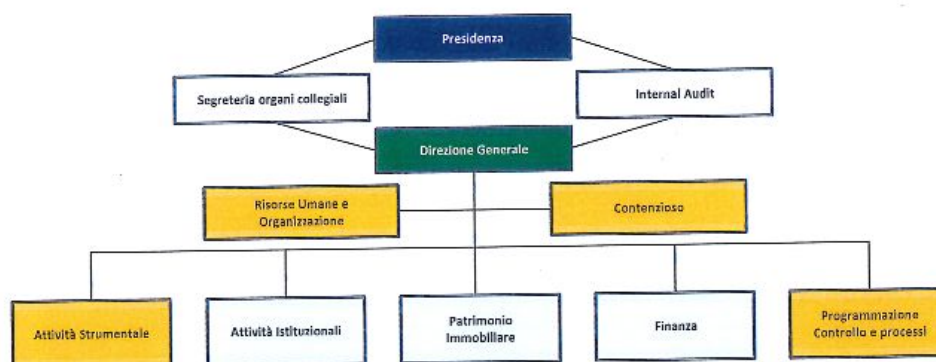 Presidenza
Segreteria organi collegiali
Internal Audit
Direzione Generale
Risorse Umane e
Organizzazione
Contenzioso
Attività Strumentale
Attività Istituzionali
Patrimonio
Immobiliare
Finanza
Programmazione
Controllo e processi